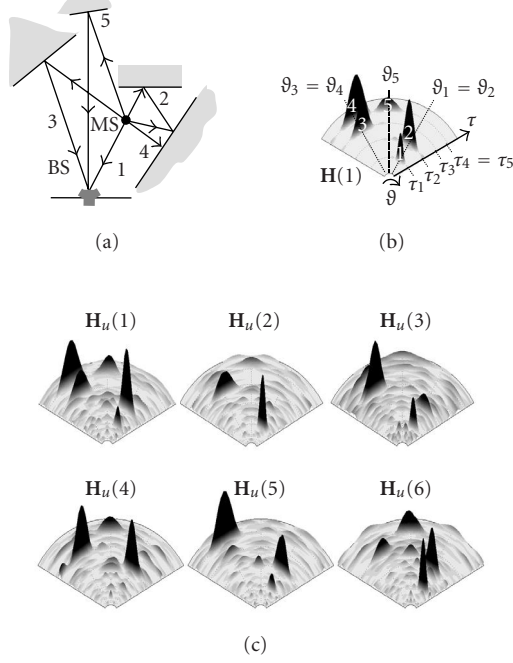 5
2
3
MS
4
BS
1
(a)
ϑ3 = ϑ4
ϑ5
ϑ1 = ϑ2
τ
4
5
3
2
1
τ4 = τ5
τ3
τ2
τ1
H(1)
ϑ
(b)
Hu(1)
Hu(2)
Hu(3)
Hu(4)
Hu(5)
Hu(6)
(c)